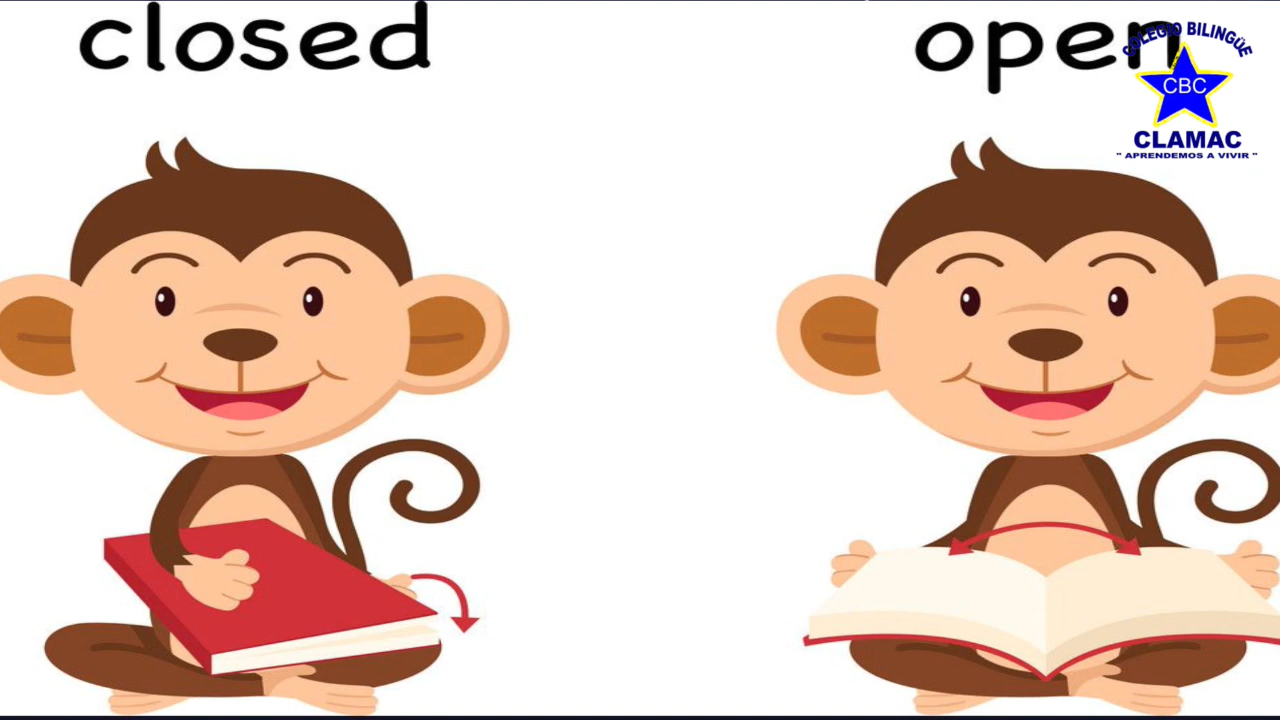 closed
open
COLEGIO BILINGÜE
CBC
CLAMAC
" APRENDEMOS A VIVIR "